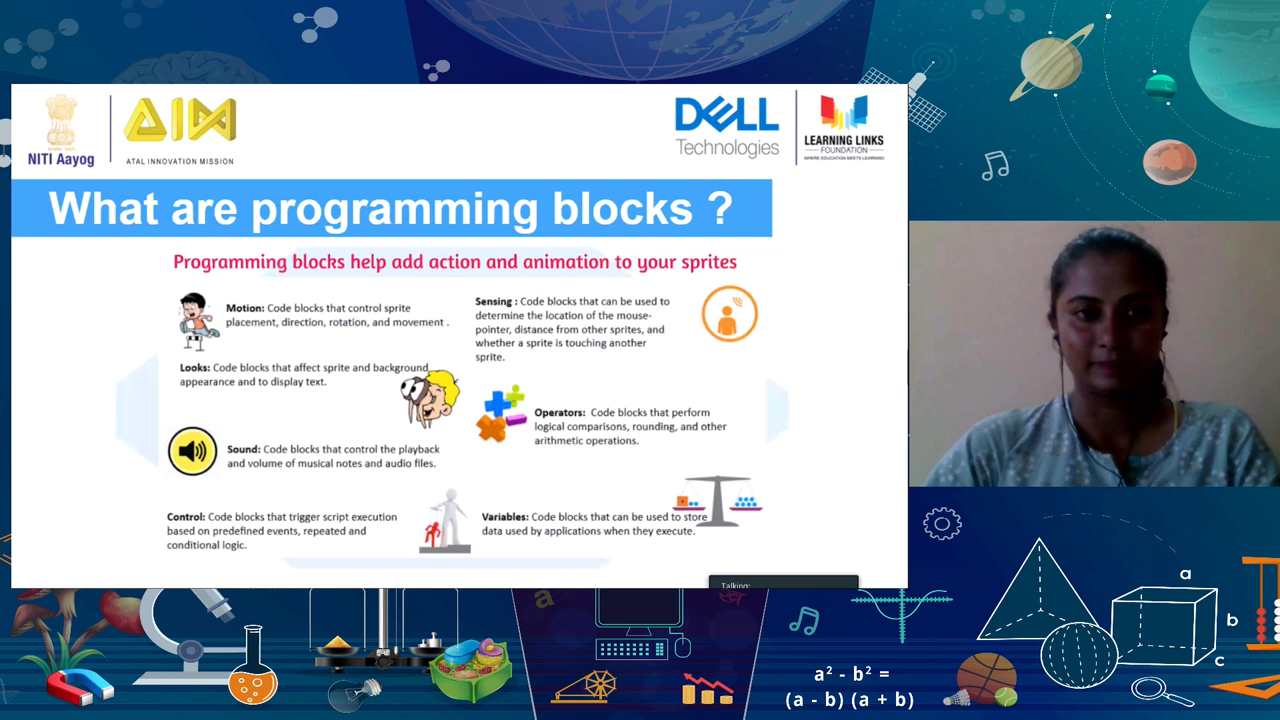 NITI Aayog
AIM
ATAL INNOVATION MISSION
DELL
Technologies
LEARNING LINKS
FOUNDATION
WHERE EDUCATION MEETS LEARNING
What are programming blocks ?
Programming blocks help add action and animation to your sprites
Motion: Code blocks that control sprite
placement, direction, rotation, and movement .
Looks: Code blocks that affect sprite and background
appearance and to display text.
Sound: Code blocks that control the playback
and volume of musical notes and audio files.
Control: Code blocks that trigger script execution
based on predefined events, repeated and
conditional logic.
Sensing : Code blocks that can be used to
determine the location of the mouse-
pointer, distance from other sprites, and
whether a sprite is touching another
sprite.
Operators: Code blocks that perform
logical comparisons, rounding, and other
arithmetic operations.
Variables: Code blocks that can be used to store
data used by applications when they execute.
Talking:
a
a
b
c
a² - b² =
(a - b) (a + b)